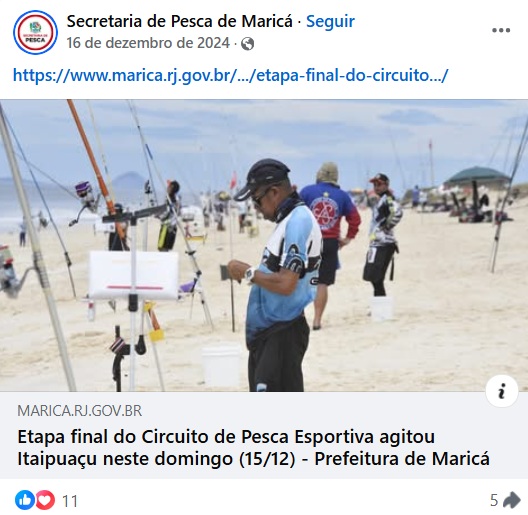 Secretaria de Pesca de Maricá · Seguir
16 de dezembro de 2024 ·
https://www.marica.rj.gov.br/.../etapa-final-do-circuito.../
MARICA.RJ.GOV.BR
Etapa final do Circuito de Pesca Esportiva agitou
Itaipuaçu neste domingo (15/12) - Prefeitura de Maricá
11
5